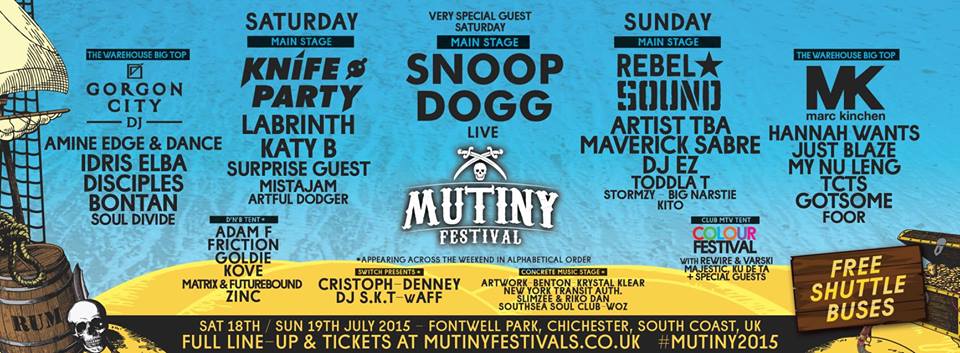 THE WAREHOUSE BIG TOP
GORGON
CITY
DJ
AMINE EDGE & DANCE
IDRIS ELBA
DISCIPLES
BONTAN
SOUL DIVIDE
SATURDAY
MAIN STAGE
KNÍFE
PARTY
LABRINTH
KATY B
SURPRISE GUEST
MISTAJAM
ARTFUL DODGER
VERY SPECIAL GUEST
SATURDAY
MAIN STAGE
SNOOP
DOGG
LIVE
MUTINY
FESTIVAL
SUNDAY
MAIN STAGE
REBEL★
SOUND
ARTIST TBA
MAVERICK SABRE
DJ EZ
TODDLA T
STORMZY - BIG NARSTIE
KITO
THE WAREHOUSE BIG TOP
MK
marc kinchen
HANNAH WANTS
JUST BLAZE
MY NU LENG
TCTS
GOTSOME
FOOR
D'N'B TENT *
ADAM F
FRICTION
GOLDIE
KOVE
MATRIX & FUTUREBOUND
ZINC
*APPEARING ACROSS THE WEEKEND IN ALPHABETICAL ORDER
SWITCH PRESENTS *
CRISTOPH-DENNEY
DJ S.K.T-WAFF
CONCRETE MUSIC STAGE *
ARTWORK-BENTON-KRYSTAL KLEAR
NEW YORK TRANSIT AUTH.
SLIMZEE & RIKO DAN
SOUTHSEA SOUL CLUB-WOZ
CLUB MTV TENT
COLOUR
FESTIVAL
WITH REWIRE & VARSKI
MAJESTIC, KU DE TA
+ SPECIAL GUESTS
RUM
FREE
SHUTTLE
BUSES
SAT 18TH / SUN 19TH JULY 2015 - FONTWELL PARK, CHICHESTER, SOUTH COAST, UK
FULL LINE-UP & TICKETS AT MUTINYFESTIVALS.CO.UK #MUTINY2015